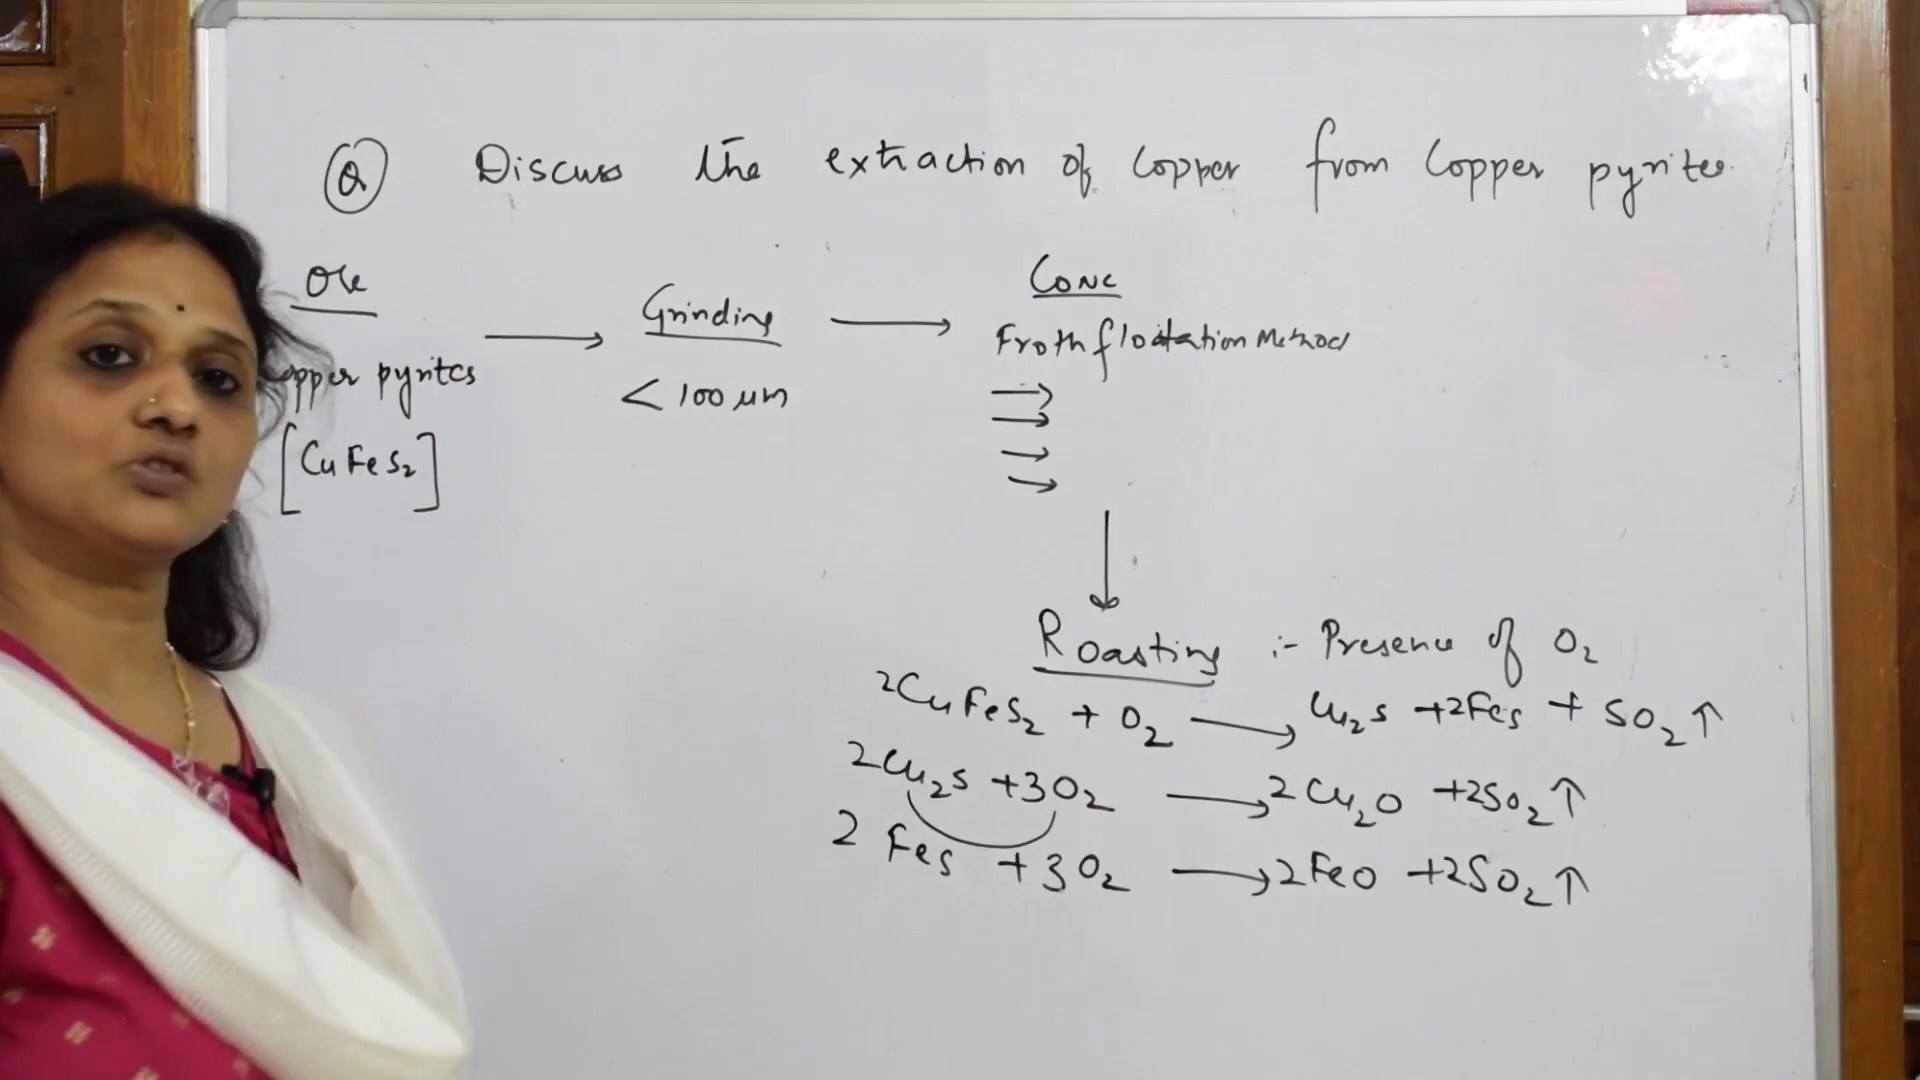 Q Discuss the extraction of Copper from Copper pyrites.
Ore
Copper pyrites
[CuFeS2]
Grinding
< 100 μm
Conc
Froth floatation Method
Roasting :- Presence of O2
2CuFeS2 + O2 → Cu2S + 2FeS + SO2↑
2Cu2S + 3O2 → 2Cu2O + 2SO2↑
2FeS + 3O2 → 2FeO + 2SO2↑